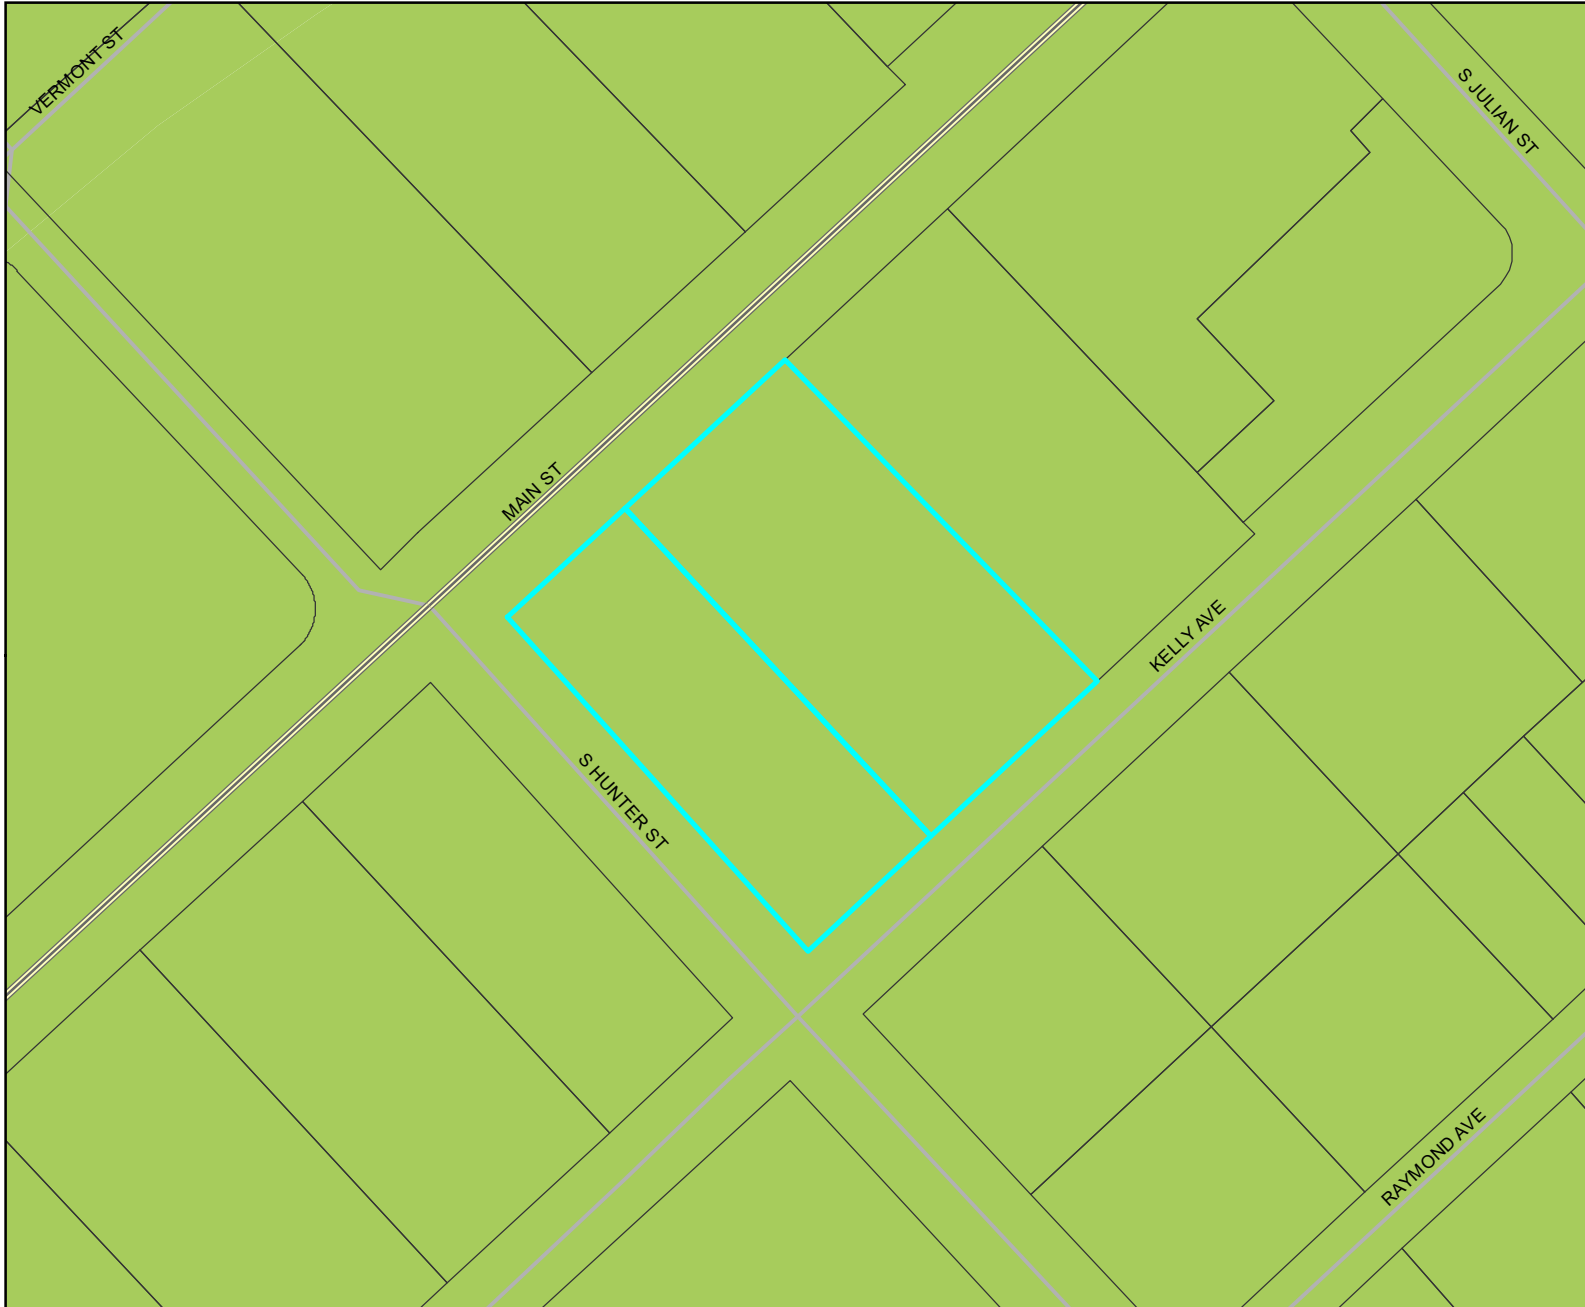 VERMONT ST
S JULIAN ST
MAIN ST
KELLY AVE
S HUNTER ST
RAYMOND AVE